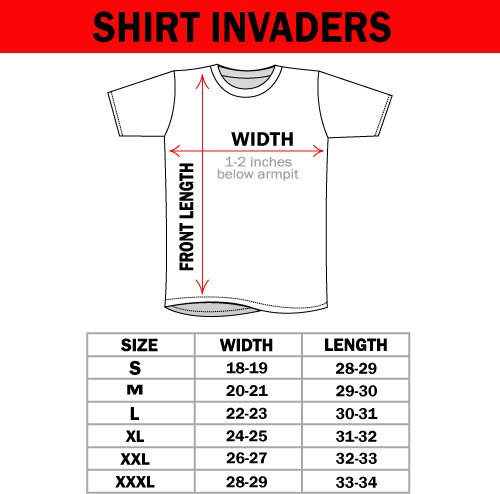 SHIRT INVADERS
WIDTH
1-2 inches
below armpit
FRONT LENGTH
SIZE WIDTH LENGTH
S 18-19 28-29
M 20-21 29-30
L 22-23 30-31
XL 24-25 31-32
XXL 26-27 32-33
XXXL 28-29 33-34